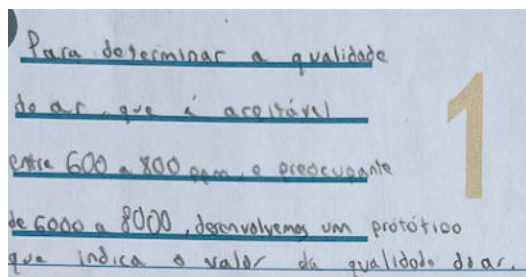 Para determinar a qualidade
do ar, que é aceitável
entre 600 a 800 ppm, e preocupante
de 6000 a 8000, desenvolvemos um protótipo
que indica o valor da qualidade do ar.
1